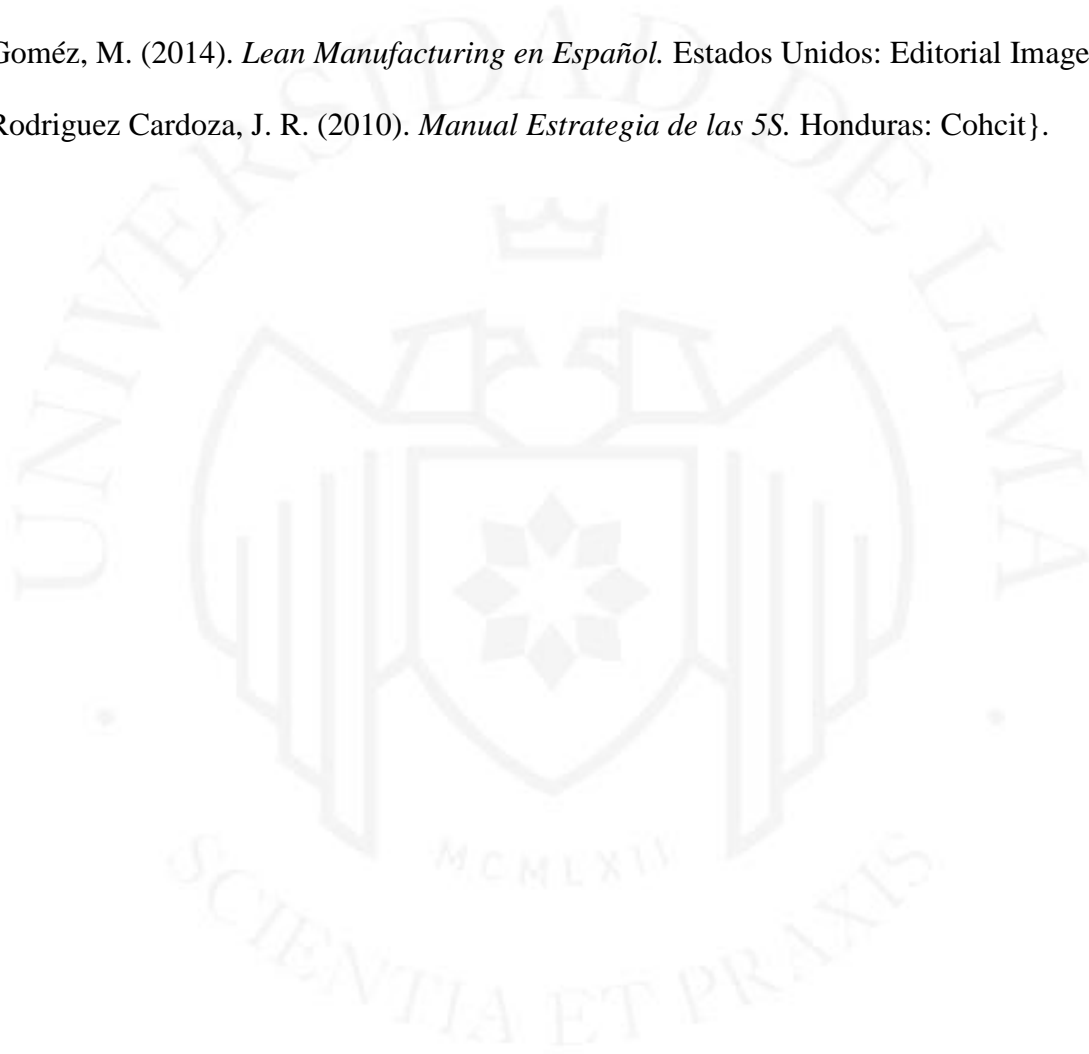 Goméz, M. (2014). Lean Manufacturing en Español. Estados Unidos: Editorial Image
Rodriguez Cardoza, J. R. (2010). Manual Estrategia de las 5S. Honduras: Cohcit}.
UNIVERSIDAD DE LIMA
MCMLXII
SCIENTIA ET PRAXIS